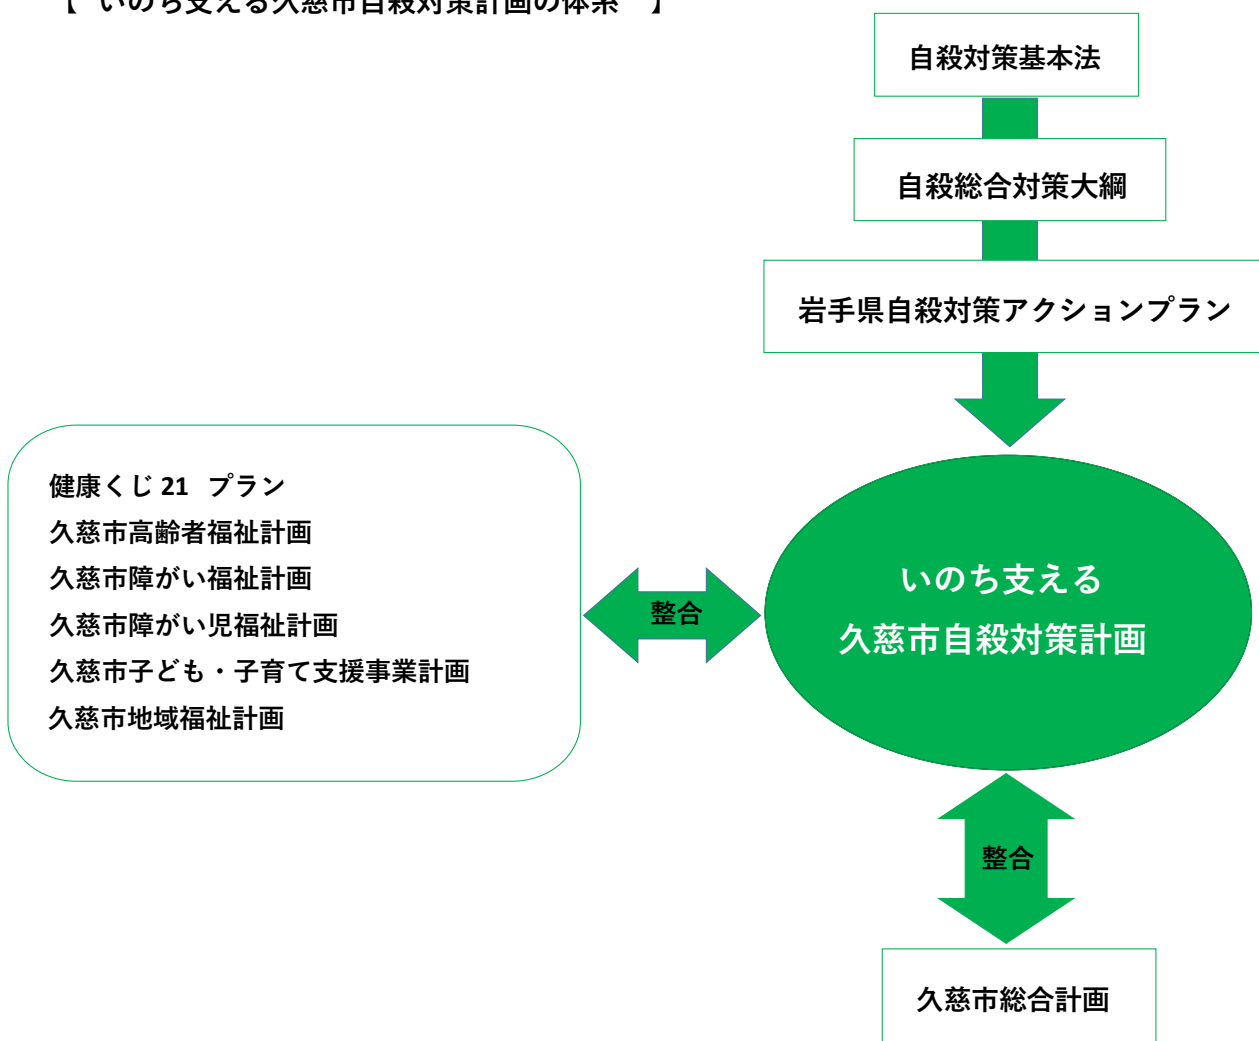 【 いのち支える久慈市自殺対策計画の体系 】
自殺対策基本法
自殺総合対策大綱
岩手県自殺対策アクションプラン
健康くじ 21 プラン
久慈市高齢者福祉計画
久慈市障がい福祉計画
久慈市障がい児福祉計画
久慈市子ども・子育て支援事業計画
久慈市地域福祉計画
整合
いのち支える
久慈市自殺対策計画
整合
久慈市総合計画